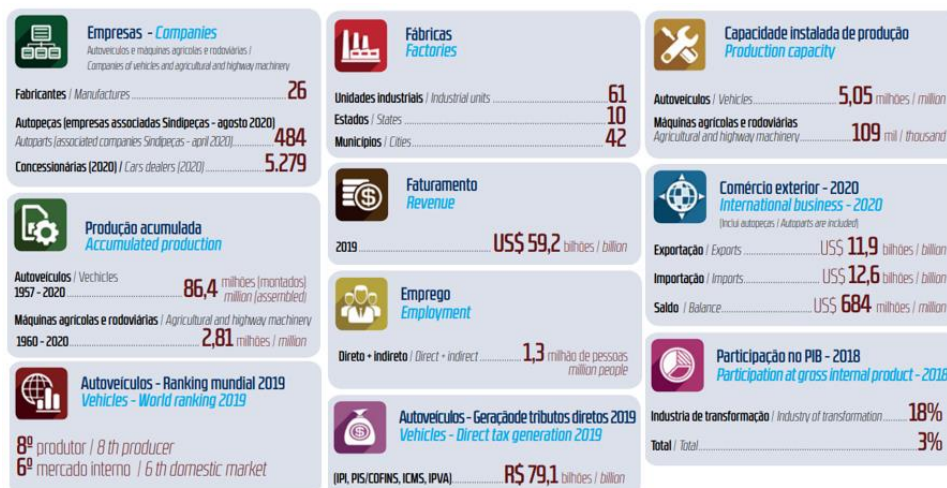 Empresas - Companies
Autoveículos e máquinas agrícolas e rodoviárias /
Companies of vehicles and agricultural and highway machinery
Fabricantes / Manufactures 26
Autopeças (empresas associadas Sindipeças - agosto 2020)
Autoparts (associated companies Sindipeças - april 2020) 484
Concessionárias (2020) / Cars dealers (2020) 5.279
Produção acumulada
Accumulated production
Autoveículos / Vechicles
1957 - 2020 86,4 milhões (montados)
million (assembled)
Máquinas agrícolas e rodoviárias / Agricultural and highway machinery
1960 - 2020 2,81 milhões / million
Autoveículos - Ranking mundial 2019
Vehicles - World ranking 2019
8º produtor / 8 th producer
6º mercado interno / 6 th domestic market
Fábricas
Factories
Unidades industriais / Industrial units 61
Estados / States 10
Municípios / Cities 42
Faturamento
Revenue
2019 US$ 59,2 bilhões / billion
Emprego
Employment
Direto + indireto / Direct + indirect 1,3 milhão de pessoas
million people
Autoveículos - Geraçãode tributos diretos 2019
Vehicles - Direct tax generation 2019
(IPI, PIS/COFINS, ICMS, IPVA) R$ 79,1 bilhões / billion
Capacidade instalada de produção
Production capacity
Autoveículos / Vehicles 5,05 milhões / million
Máquinas agrícolas e rodoviárias
Agricultural and highway machinery 109 mil / thousand
Comércio exterior - 2020
International business - 2020
(Inclui autopeças / Autoparts are included)
Exportação / Exports US$ 11,9 bilhões / billion
Importação / Imports US$ 12,6 bilhões / billion
Saldo / Balance US$ 684 milhões / million
Participação no PIB - 2018
Participation at gross internal product - 2018
Industria de transformação / Industry of transformation 18%
Total / Total 3%